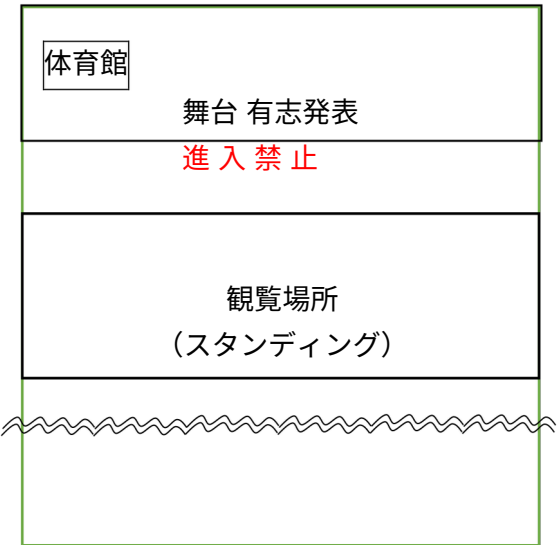 体育館
舞台 有志発表
進 入 禁 止
観覧場所
（スタンディング）